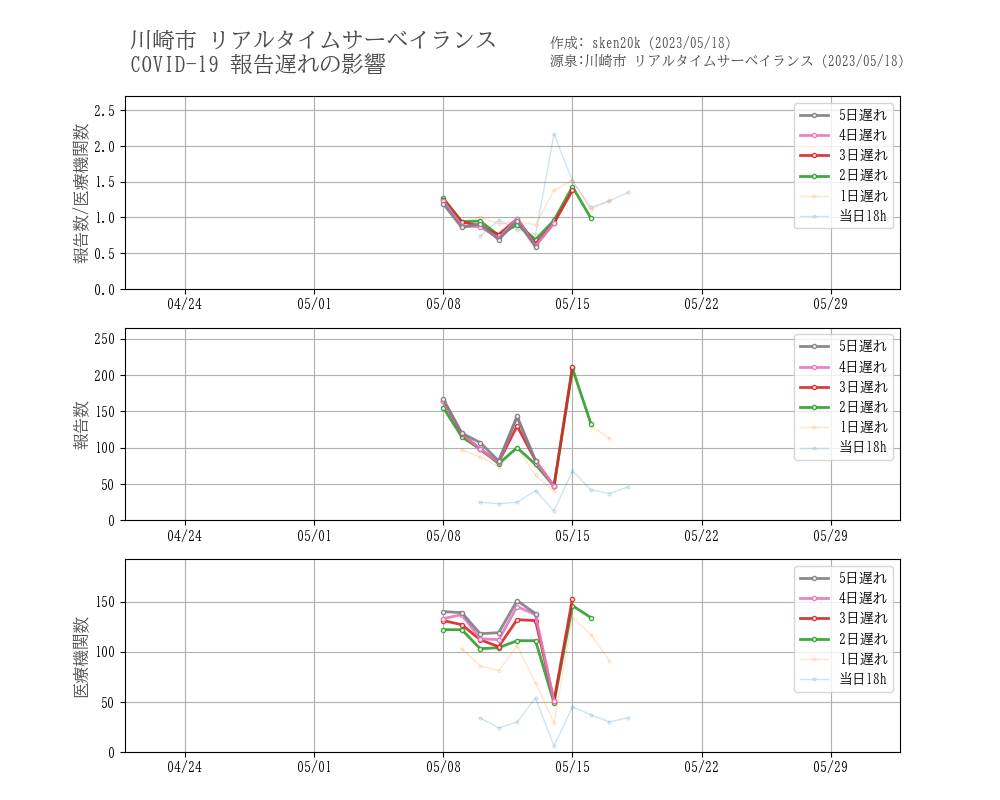 川崎市 リアルタイムサーベイランス
COVID-19 報告遅れの影響
作成: sken20k (2023/05/18)
源泉:川崎市 リアルタイムサーベイランス (2023/05/18)
報告数/医療機関数
2.5
2.0
1.5
1.0
0.5
0.0
5日遅れ
4日遅れ
3日遅れ
2日遅れ
1日遅れ
当日18h
04/24 05/01 05/08 05/15 05/22 05/29
報告数
250
200
150
100
50
0
5日遅れ
4日遅れ
3日遅れ
2日遅れ
1日遅れ
当日18h
04/24 05/01 05/08 05/15 05/22 05/29
医療機関数
150
100
50
0
5日遅れ
4日遅れ
3日遅れ
2日遅れ
1日遅れ
当日18h
04/24 05/01 05/08 05/15 05/22 05/29